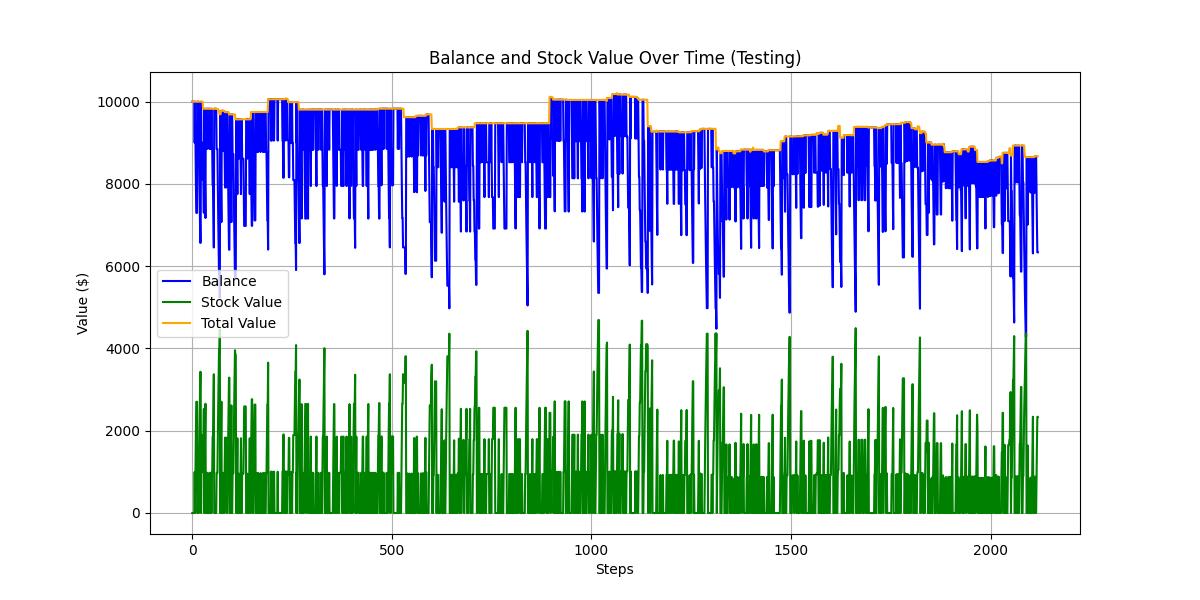 Balance and Stock Value Over Time (Testing)
10000
8000
6000
4000
2000
0
Value ($)
Balance
Stock Value
Total Value
0 500 1000 1500 2000
Steps